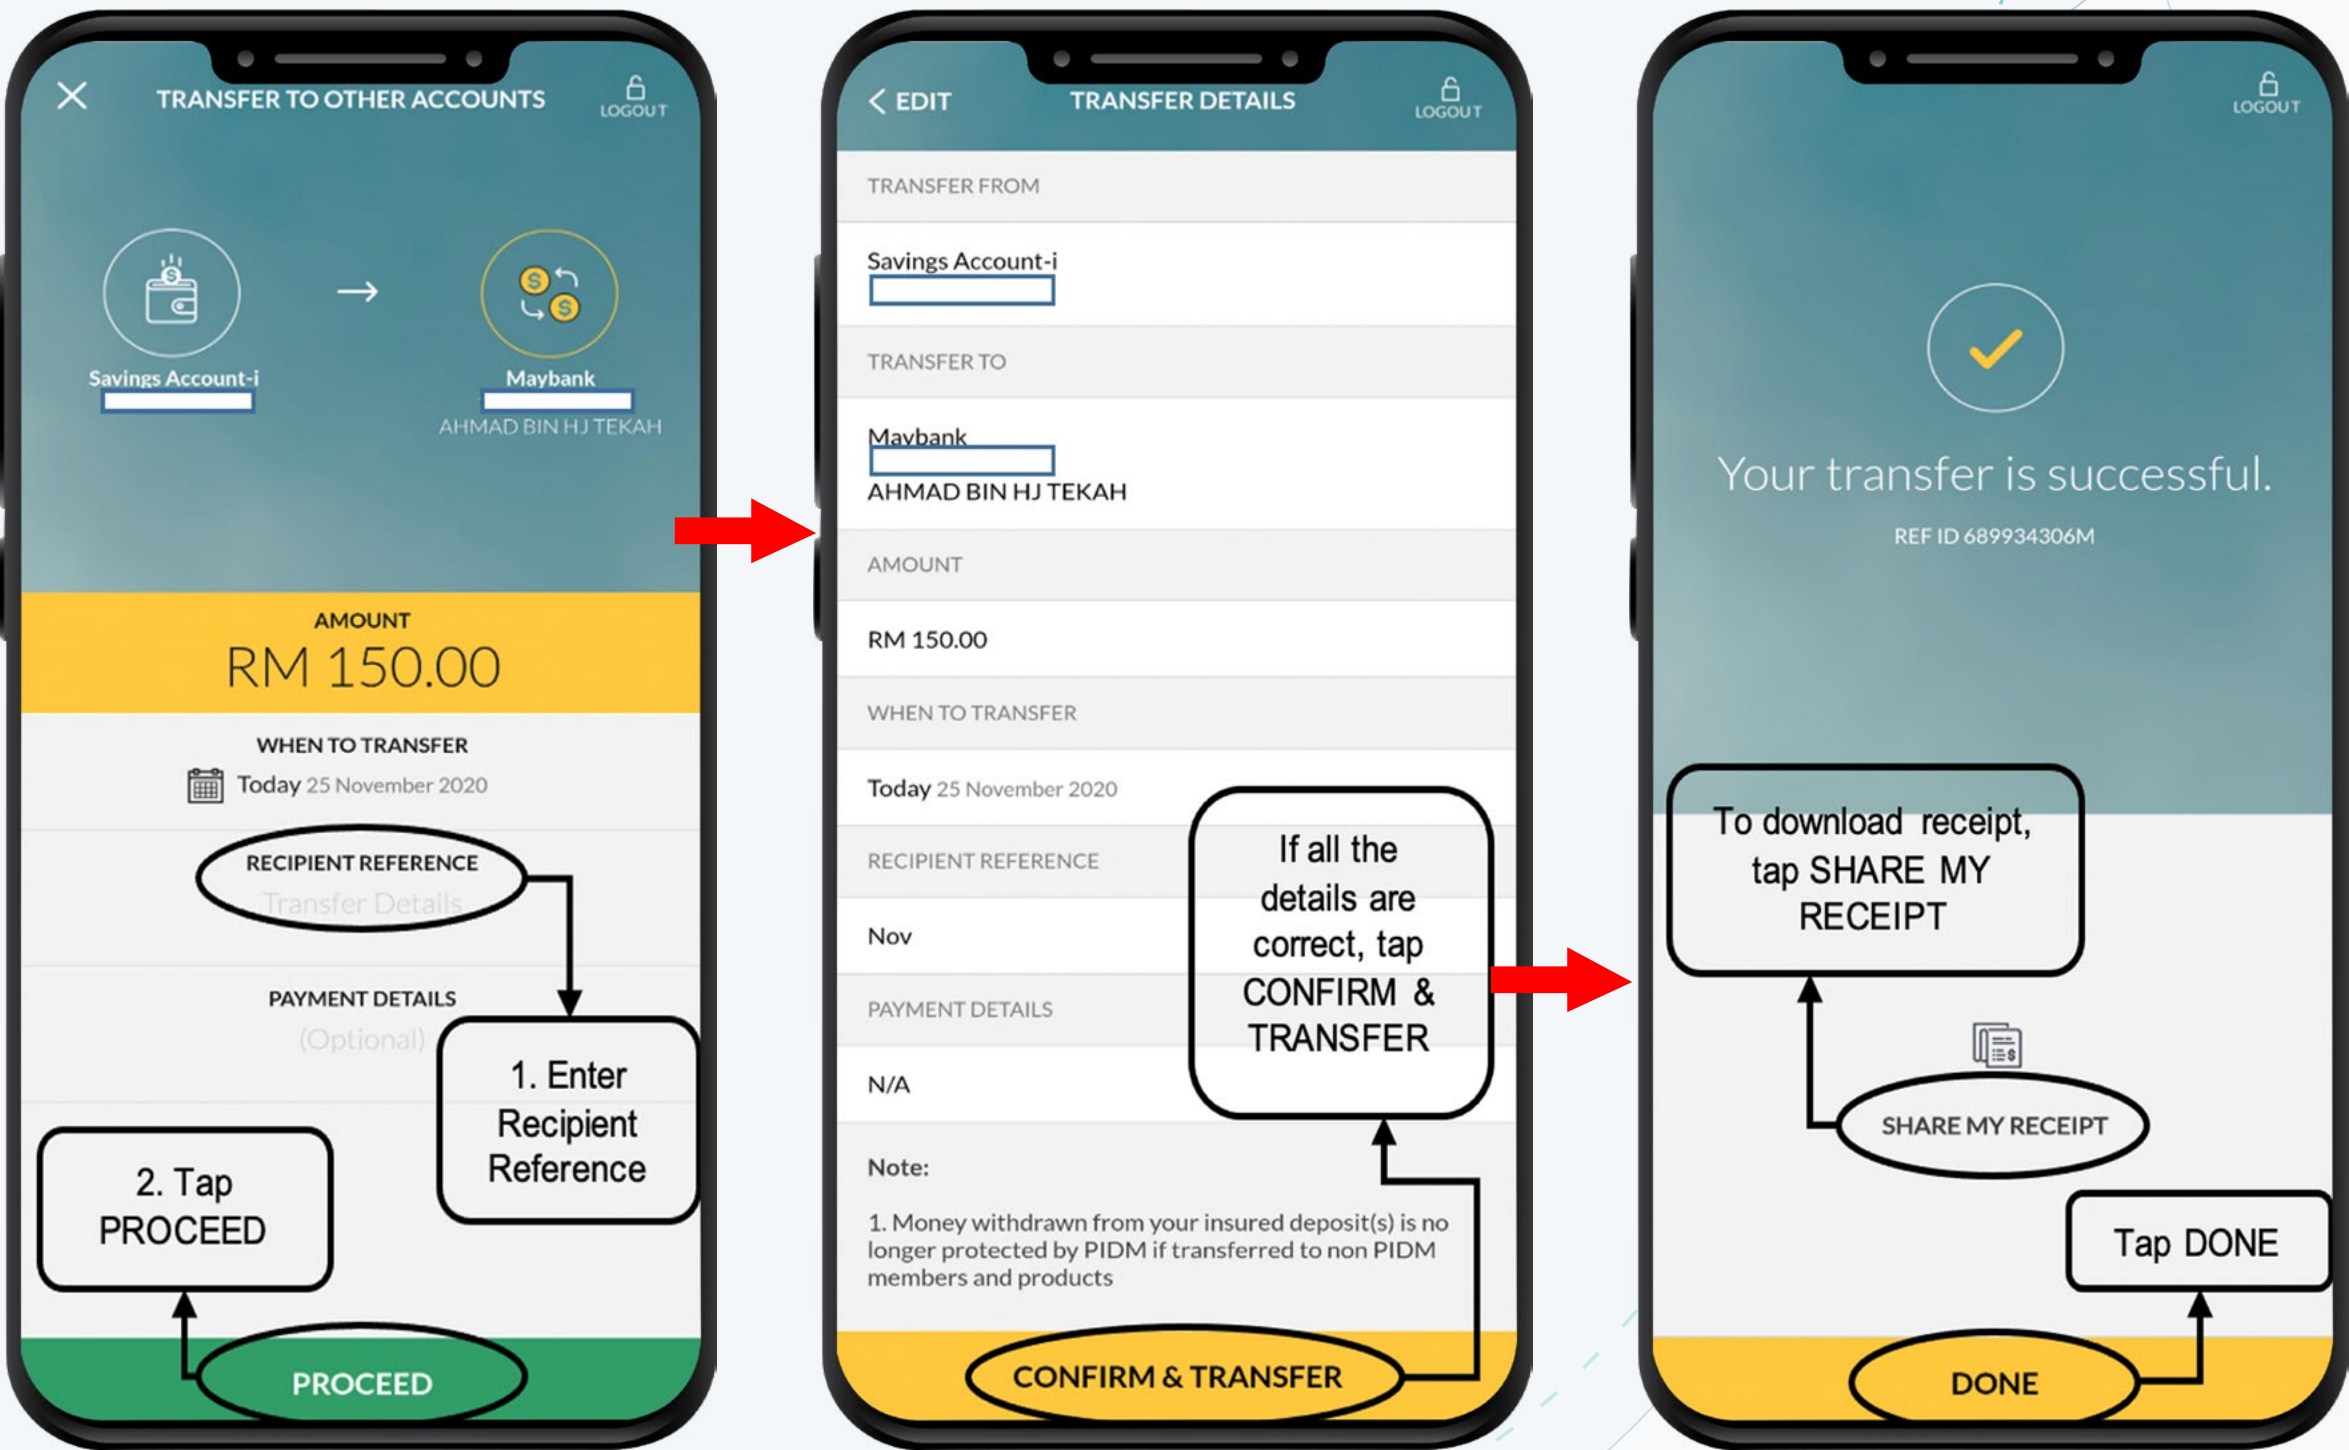 TRANSFER TO OTHER ACCOUNTS
LOGOUT
Savings Account-i
Maybank
AHMAD BIN HJ TEKAH
AMOUNT
RM 150.00
WHEN TO TRANSFER
Today 25 November 2020
RECIPIENT REFERENCE
Transfer Details
PAYMENT DETAILS
(Optional)
1. Enter
Recipient
Reference
2. Tap
PROCEED
PROCEED
EDIT
TRANSFER DETAILS
LOGOUT
TRANSFER FROM
Savings Account-i
TRANSFER TO
Maybank
AHMAD BIN HJ TEKAH
AMOUNT
RM 150.00
WHEN TO TRANSFER
Today 25 November 2020
RECIPIENT REFERENCE
Nov
PAYMENT DETAILS
N/A
If all the
details are
correct, tap
CONFIRM &
TRANSFER
Note:
1. Money withdrawn from your insured deposit(s) is no
longer protected by PIDM if transferred to non PIDM
members and products
CONFIRM & TRANSFER
LOGOUT
Your transfer is successful.
REF ID 689934306M
To download receipt,
tap SHARE MY
RECEIPT
SHARE MY RECEIPT
Tap DONE
DONE